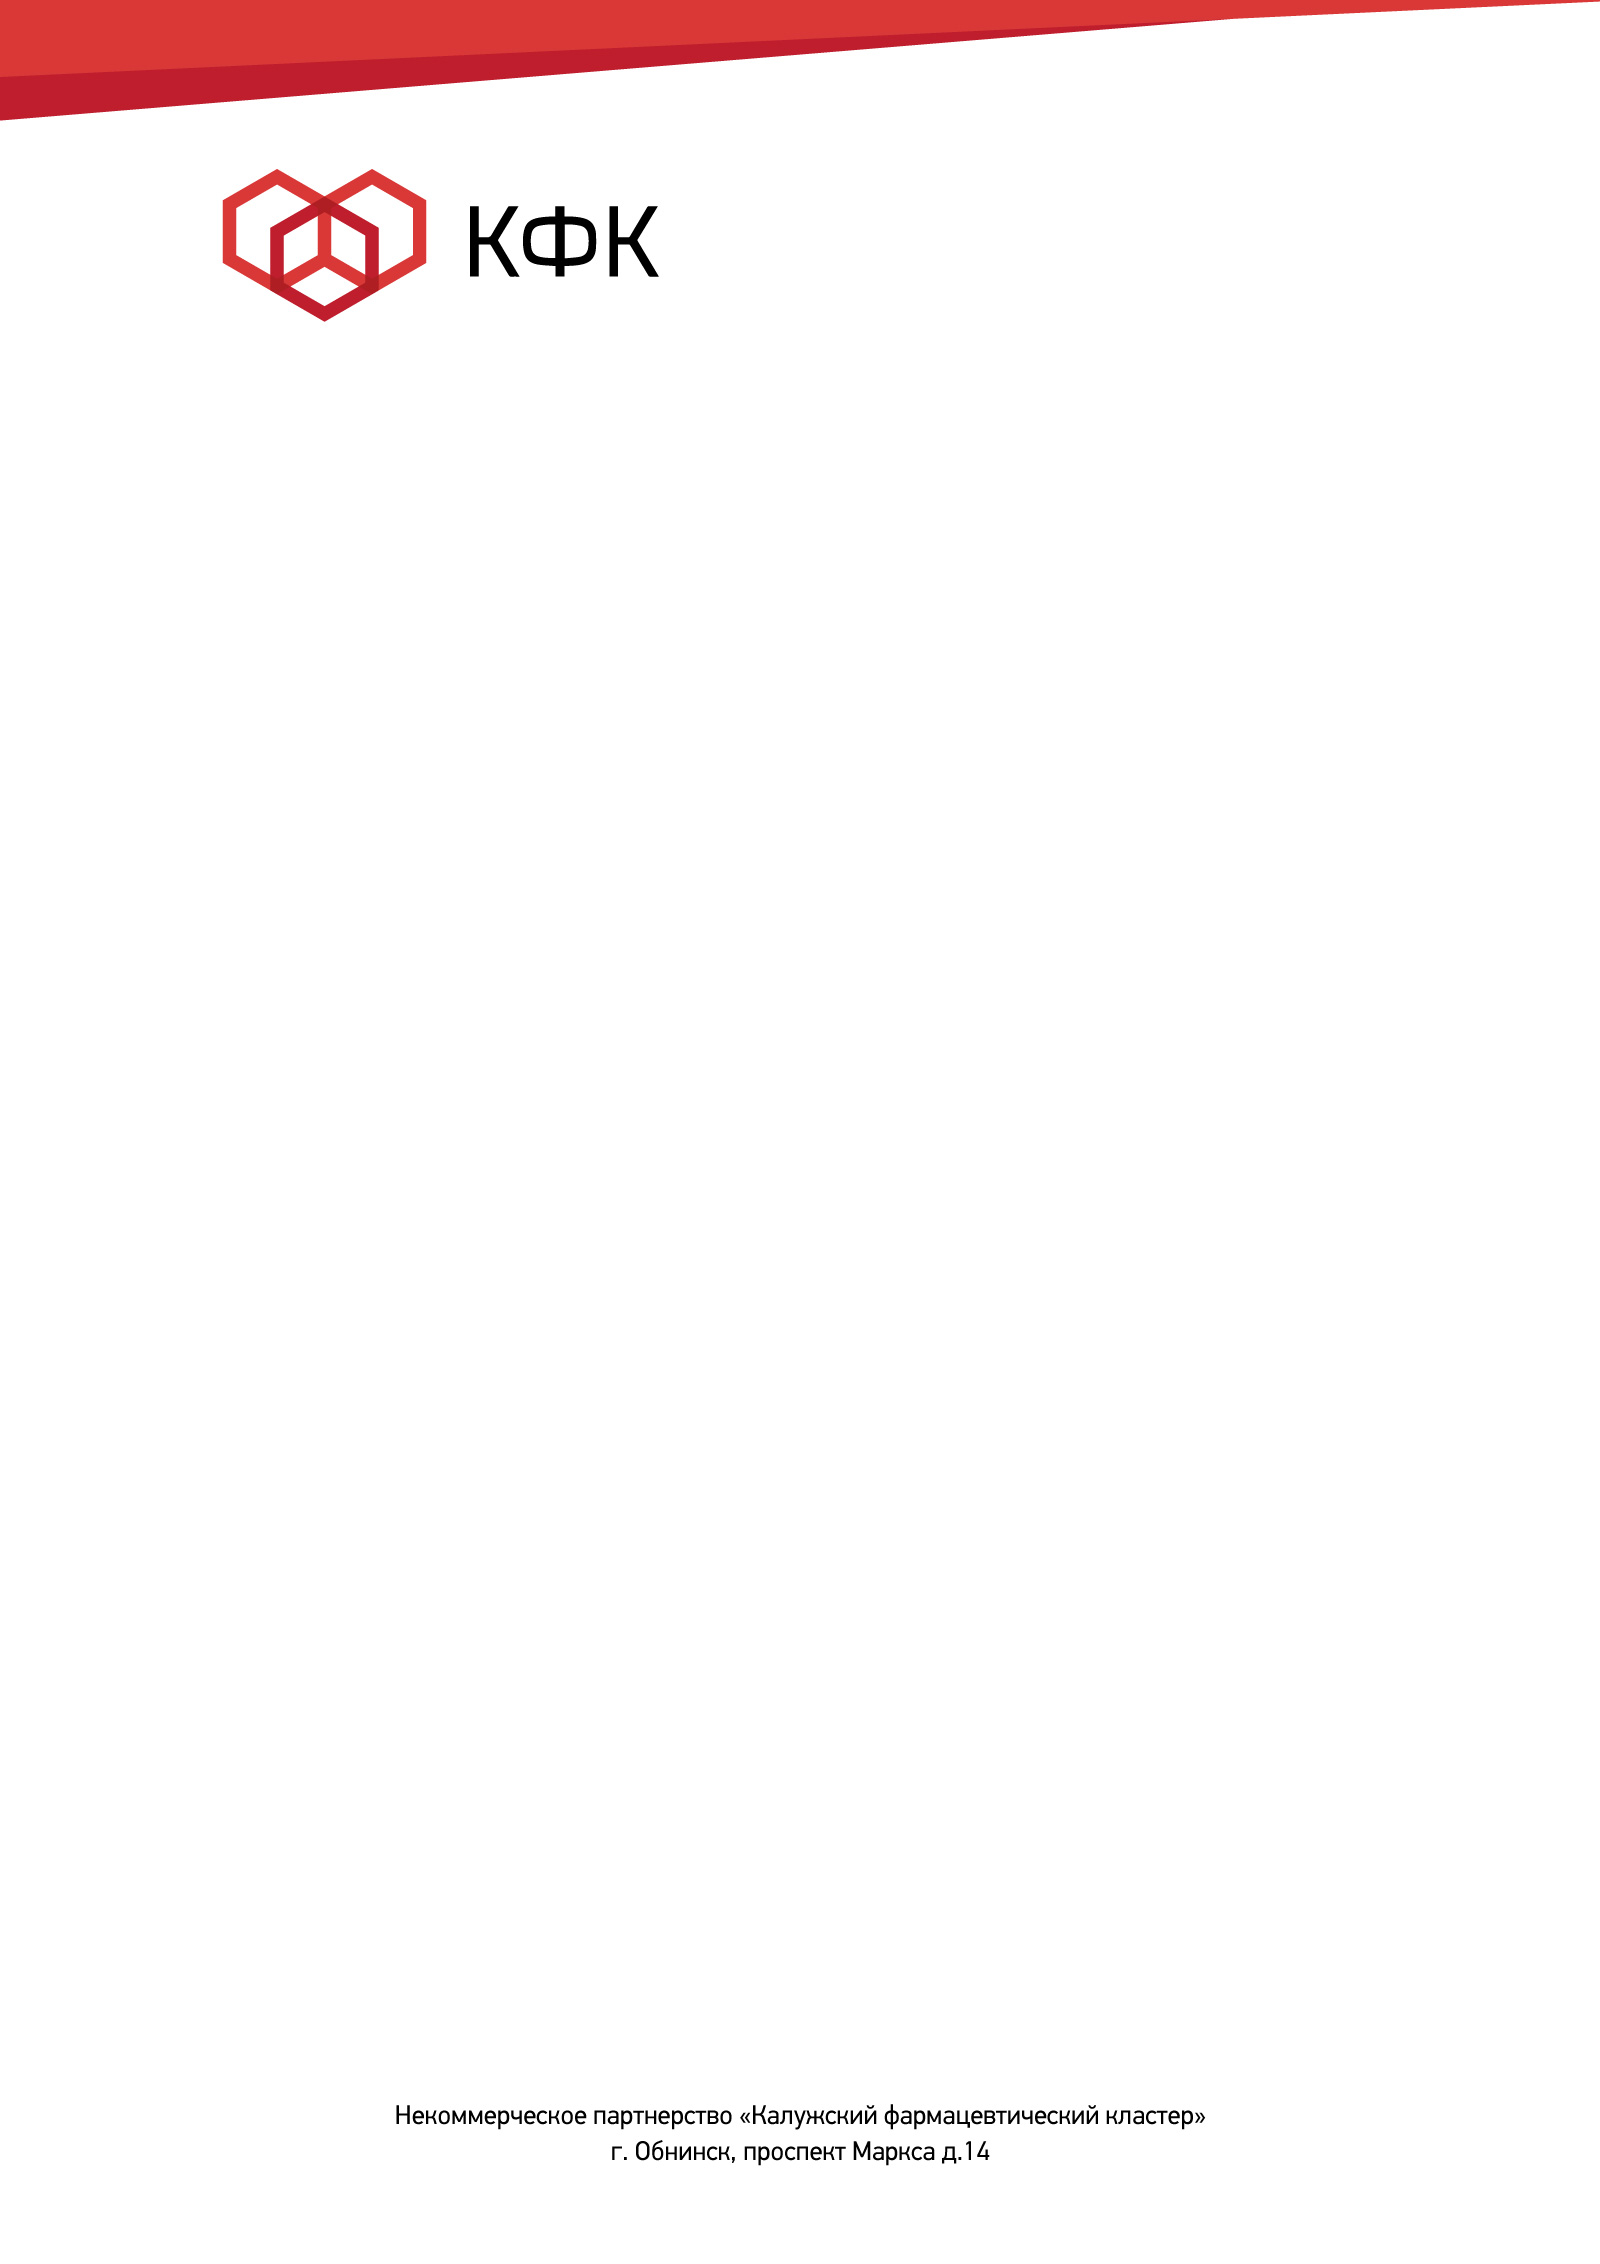 КФК
Некоммерческое партнерство «Калужский фармацевтический кластер»
г. Обнинск, проспект Маркса д.14